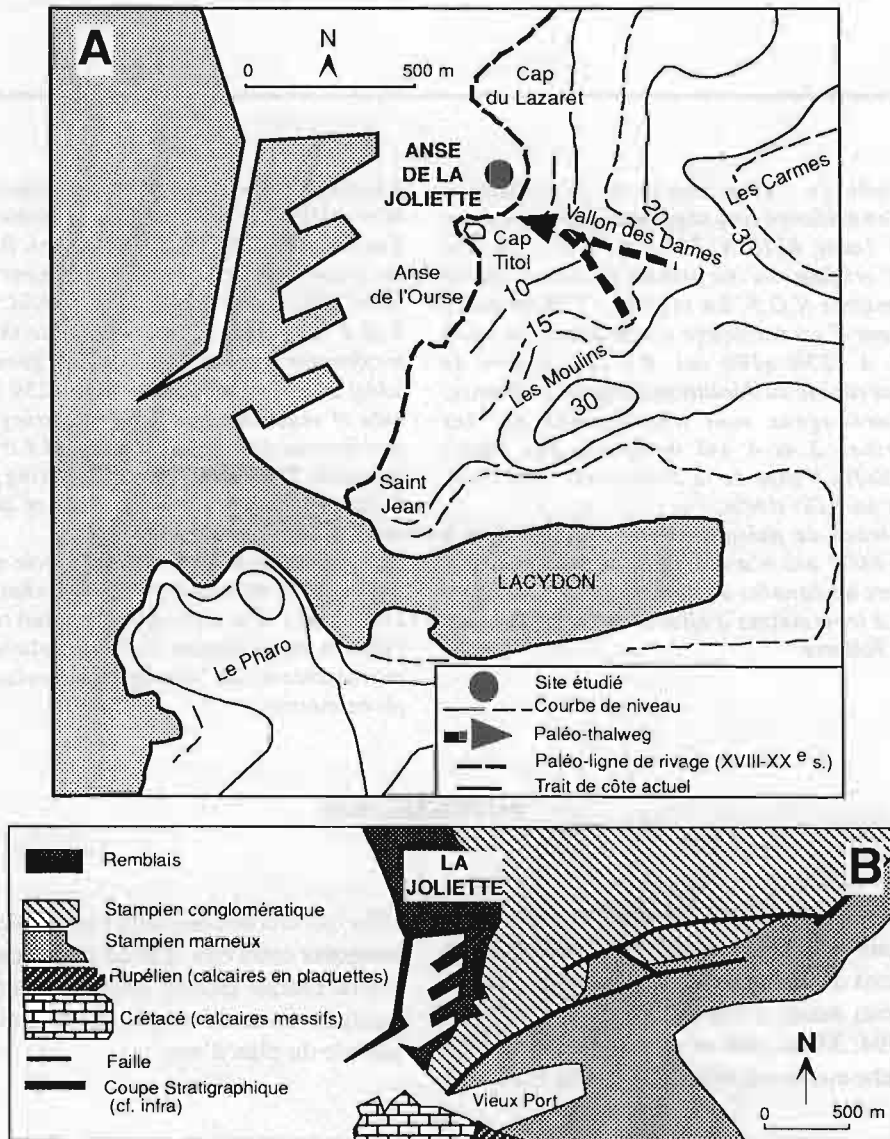 A
N
0 500 m
Cap
du Lazaret
ANSE
DE LA
JOLIETTE
Les Carmes
20
30
Vallon des Dames
Cap
Titol
Anse
de l'Ourse
10
15
Les Moulins
30
Saint
Jean
LACYDON
Le Pharo
Site étudié
Courbe de niveau
Paléo-thalweg
Paléo-ligne de rivage (XVIII-XX e s.)
Trait de côte actuel
B
LA
JOLIETTE
Remblais
Stampien conglomératique
Stampien marneux
Rupélien (calcaires en plaquettes)
Crétacé (calcaires massifs)
Faille
Coupe Stratigraphique
(cf. infra)
Vieux Port
N
0 500 m